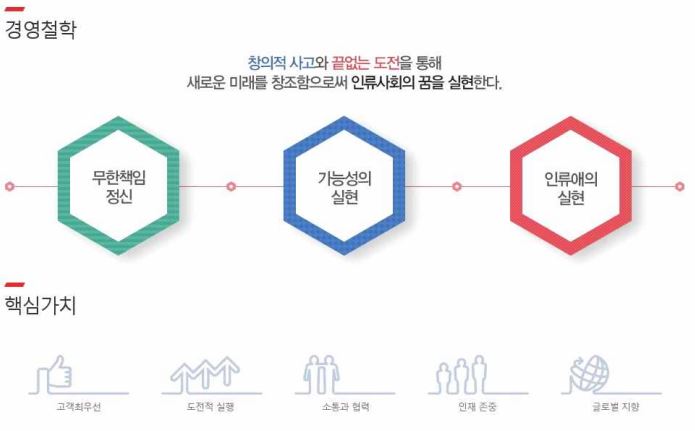 경영철학
창의적 사고와 끝없는 도전을 통해
새로운 미래를 창조함으로써 인류사회의 꿈을 실현한다.
무한책임
정신
가능성의
실현
인류애의
실현
핵심가치
고객최우선
도전적 실행
소통과 협력
인재 존중
글로벌 지향